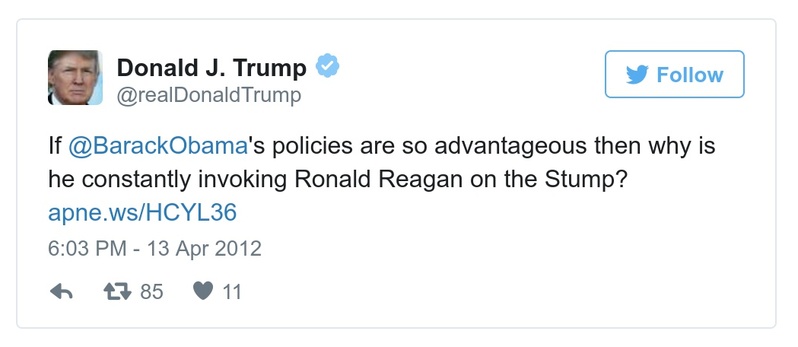 Donald J. Trump
@realDonaldTrump
Follow
If @BarackObama's policies are so advantageous then why is
he constantly invoking Ronald Reagan on the Stump?
apne.ws/HCYL36
6:03 PM - 13 Apr 2012
85 11